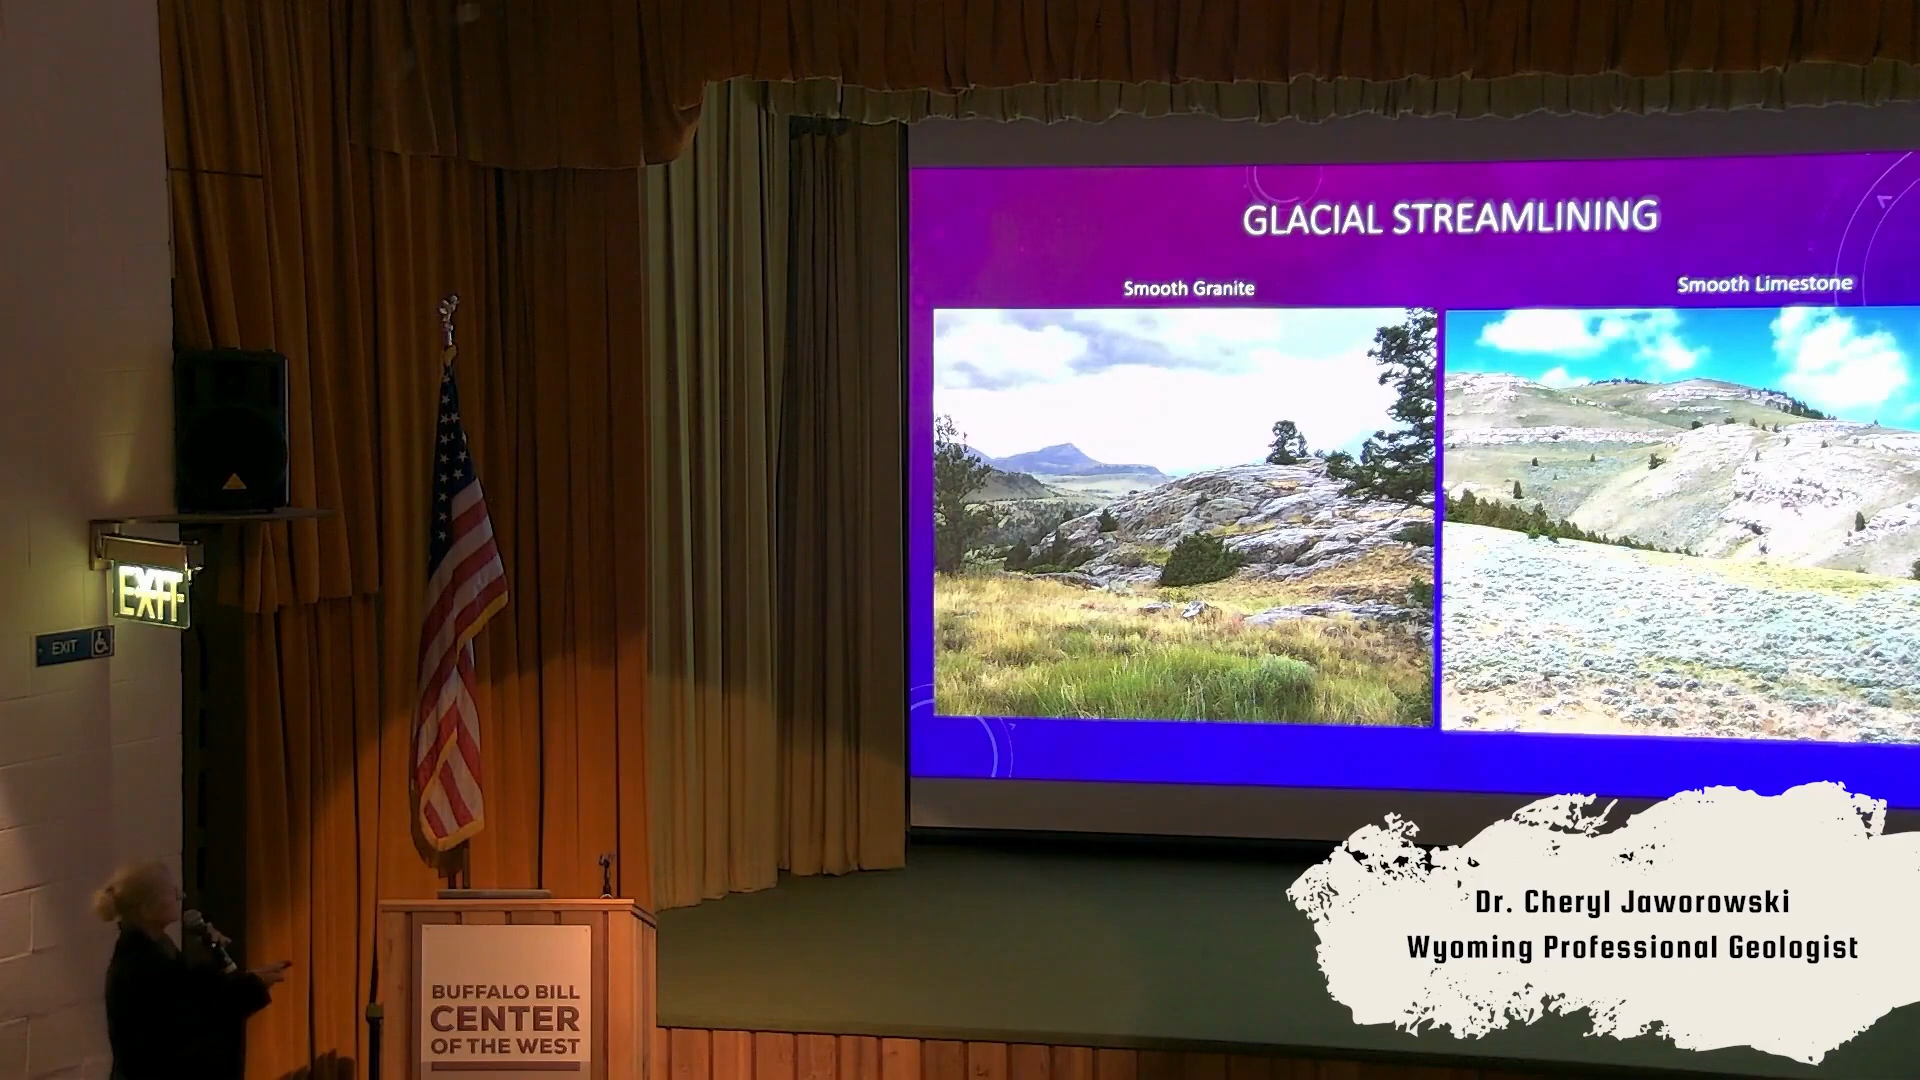 GLACIAL STREAMLINING
Smooth Granite
Smooth Limestone
EXIT
EXIT
BUFFALO BILL
CENTER
OF THE WEST
Dr. Cheryl Jaworowski
Wyoming Professional Geologist